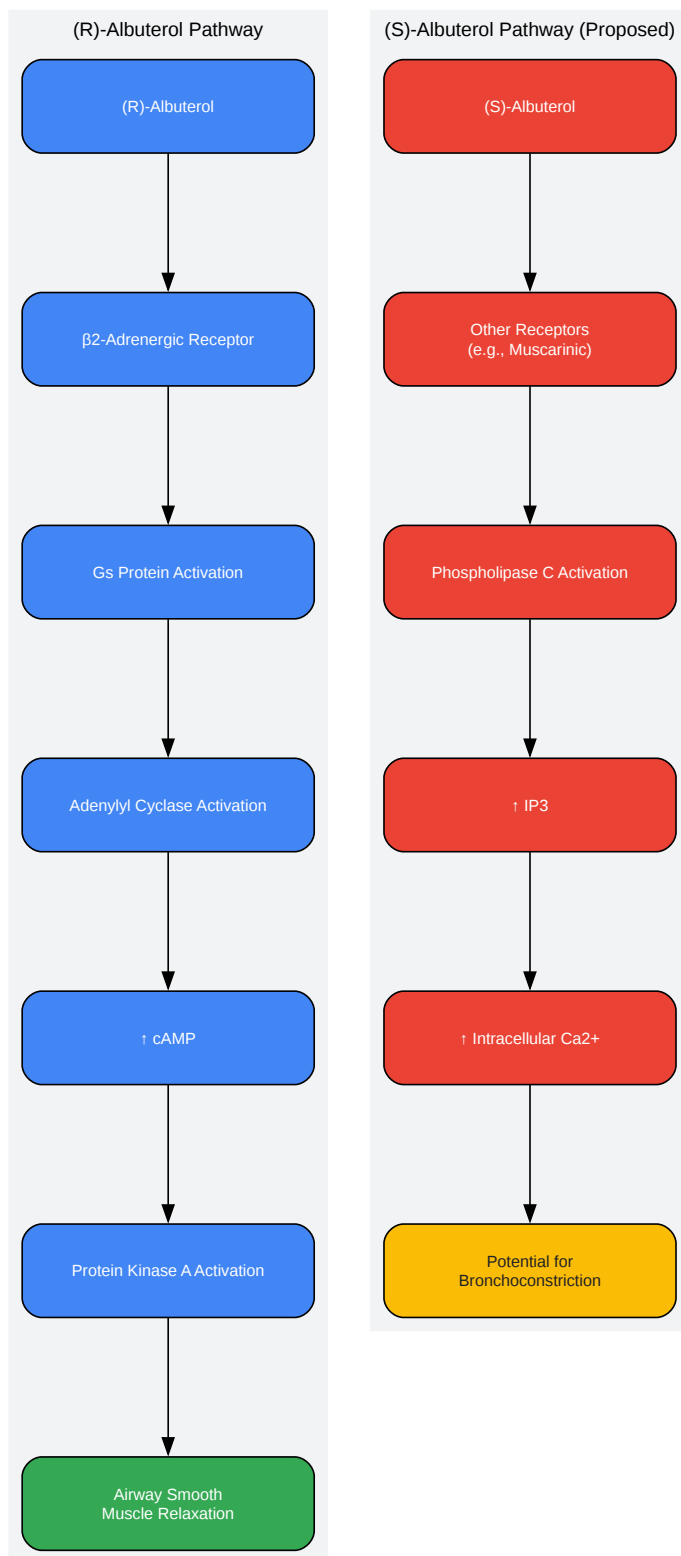 (R)-Albuterol Pathway
(R)-Albuterol
β2-Adrenergic Receptor
Gs Protein Activation
Adenylyl Cyclase Activation
↑ cAMP
Protein Kinase A Activation
Airway Smooth
Muscle Relaxation
(S)-Albuterol Pathway (Proposed)
(S)-Albuterol
Other Receptors
(e.g., Muscarinic)
Phospholipase C Activation
↑ IP3
↑ Intracellular Ca2+
Potential for
Bronchoconstriction